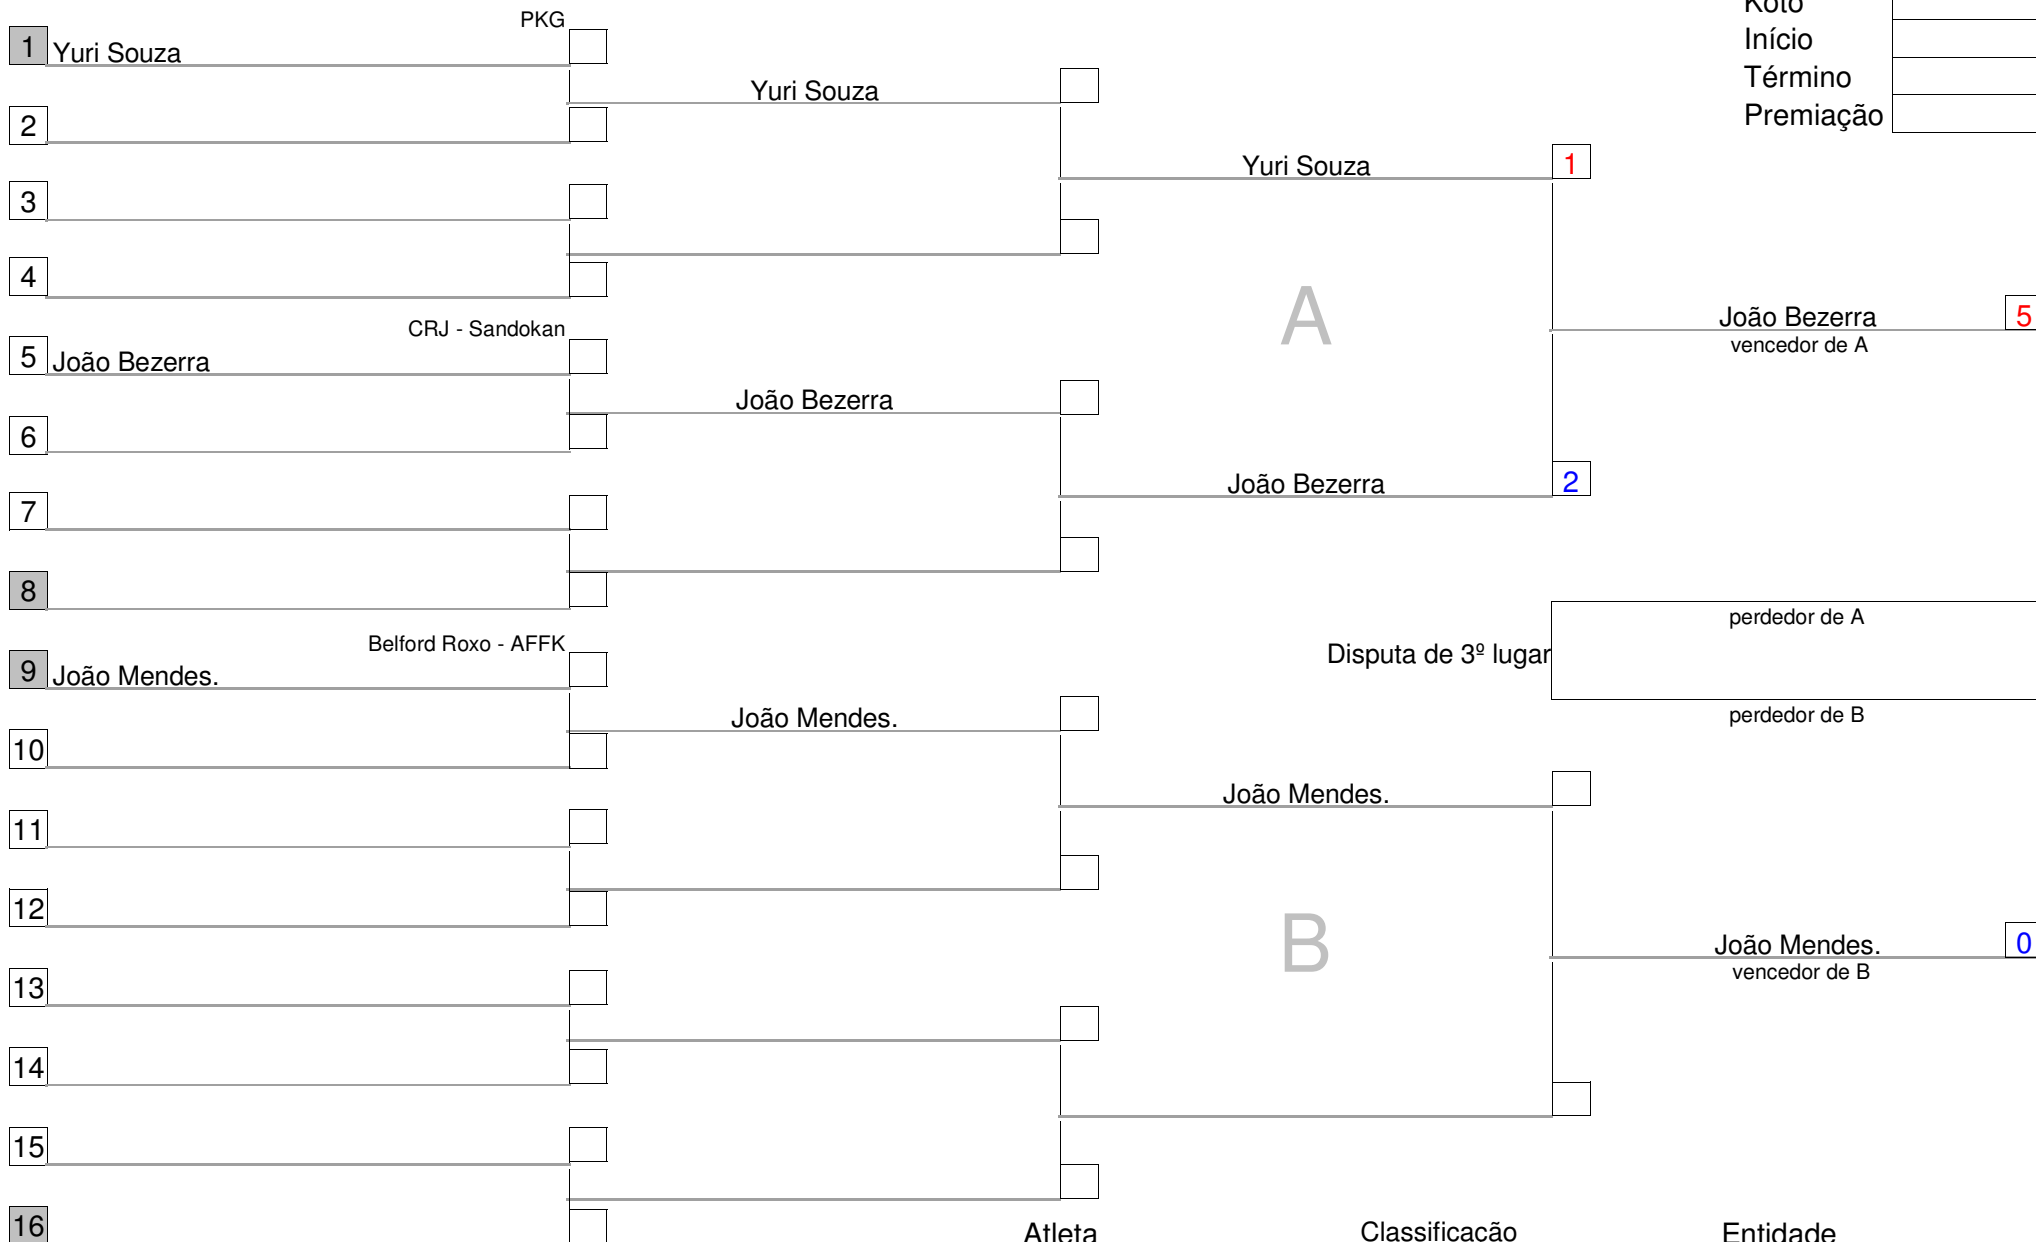 PKG
1 Yuri Souza
2
3
4
CRJ - Sandokan
5 João Bezerra
6
7
8
Belford Roxo - AFFK
9 João Mendes.
10
11
12
13
14
15
16
Yuri Souza
João Bezerra
João Mendes.
Yuri Souza 1
A
João Bezerra 2
Disputa de 3º lugar
João Mendes.
B
Koto
Início
Término
Premiação
João Bezerra 5
vencedor de A
perdedor de A
perdedor de B
João Mendes. 0
vencedor de B
Atleta Classificação Entidade